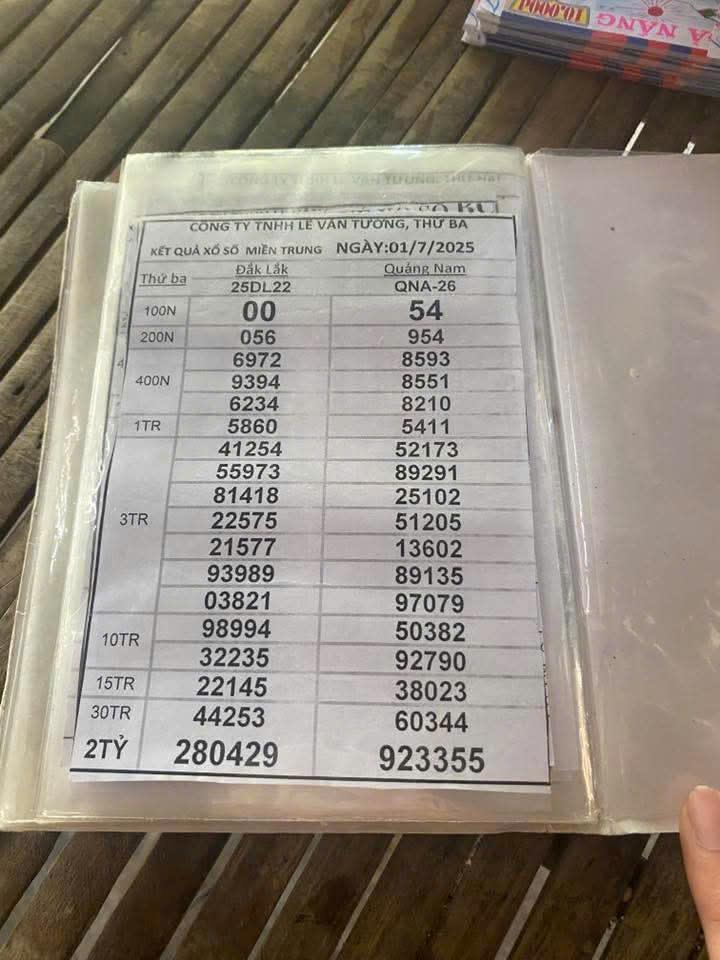 À NẴNG
10.000đ
CÔNG TY TNHH LÊ VĂN TƯỜNG, THỨ BA
KẾT QUẢ XỔ SỐ MIỀN TRUNG NGÀY:01/7/2025
Thứ ba Đắk Lắk Quảng Nam
25DL22 QNA-26
100N 00 54
200N 056 954
6972 8593
400N 9394 8551
6234 8210
1TR 5860 5411
41254 52173
55973 89291
81418 25102
3TR 22575 51205
21577 13602
93989 89135
03821 97079
10TR 98994 50382
32235 92790
15TR 22145 38023
30TR 44253 60344
2TỶ 280429 923355